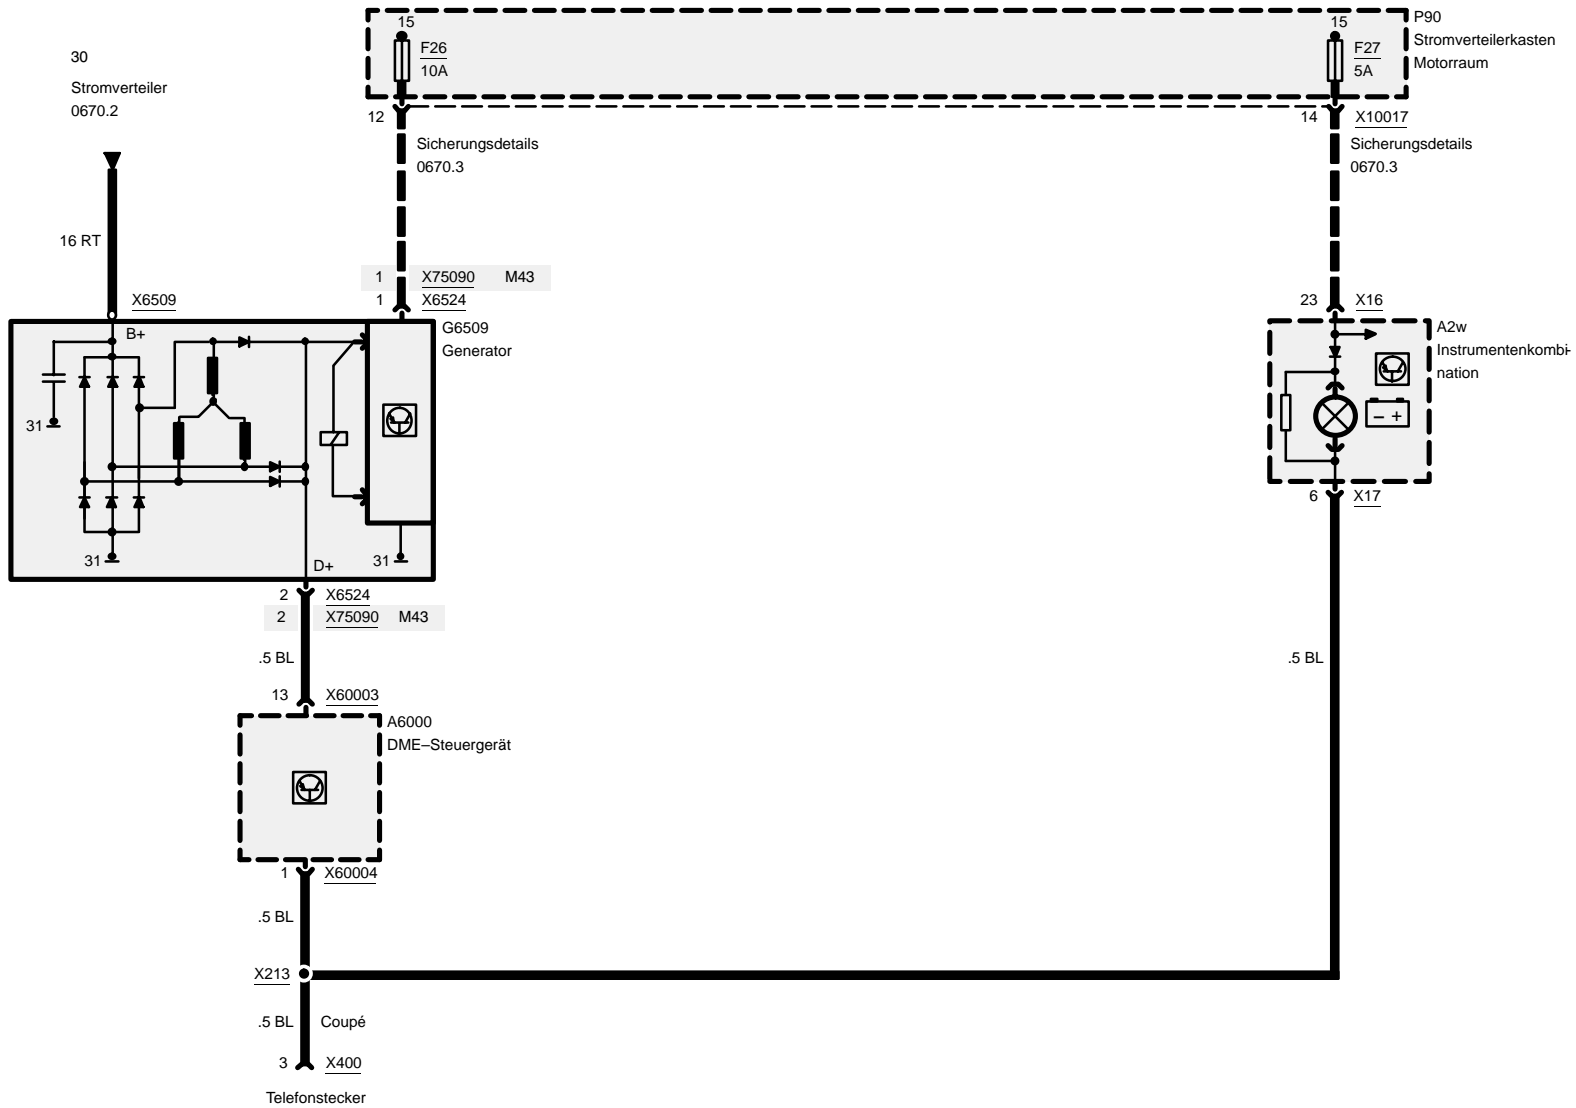 15
15
P90
Stromverteilerkasten
Motorraum
F26
10A
F27
5A
30
Stromverteiler
0670.2
12
14
X10017
Sicherungsdetails
0670.3
Sicherungsdetails
0670.3
16 RT
1 X75090 M43
X6509
1 X6524
23 X16
B+
G6509
Generator
A2w
Instrumentenkombi-
nation
31
– +
31
31
D+
6 X17
2 X6524
2 X75090 M43
.5 BL
.5 BL
13 X60003
A6000
DME–Steuergerät
1 X60004
.5 BL
X213
.5 BL Coupé
3 X400
Telefonstecker